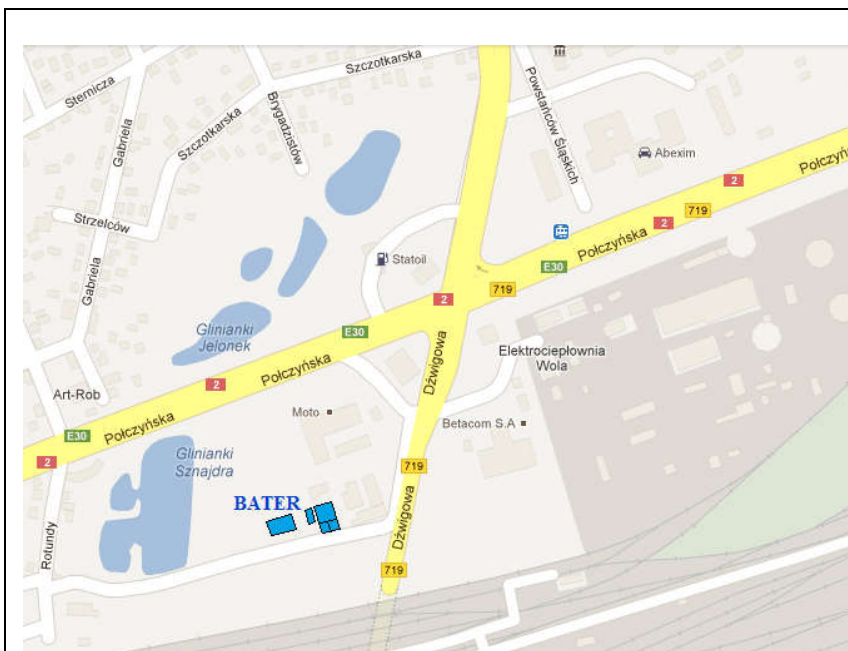 Szczotkarska
Sternicza
Brygadzistów
Powstańców Śląskich
Gabriela
Szczotkarska
Abexim
Połczyńska
2
719
2
Strzelców
Połczyńska
Statoil
E30
719
2
Gabriela
Glinianki
Jelonek
E30
Dźwigowa
Elektrociepłownia
Wola
Połczyńska
2
Art-Rob
Moto
Betacom S.A
Połczyńska
E30
Glinianki
Sznajdra
2
719
BATER
Rotundy
Dźwigowa
719